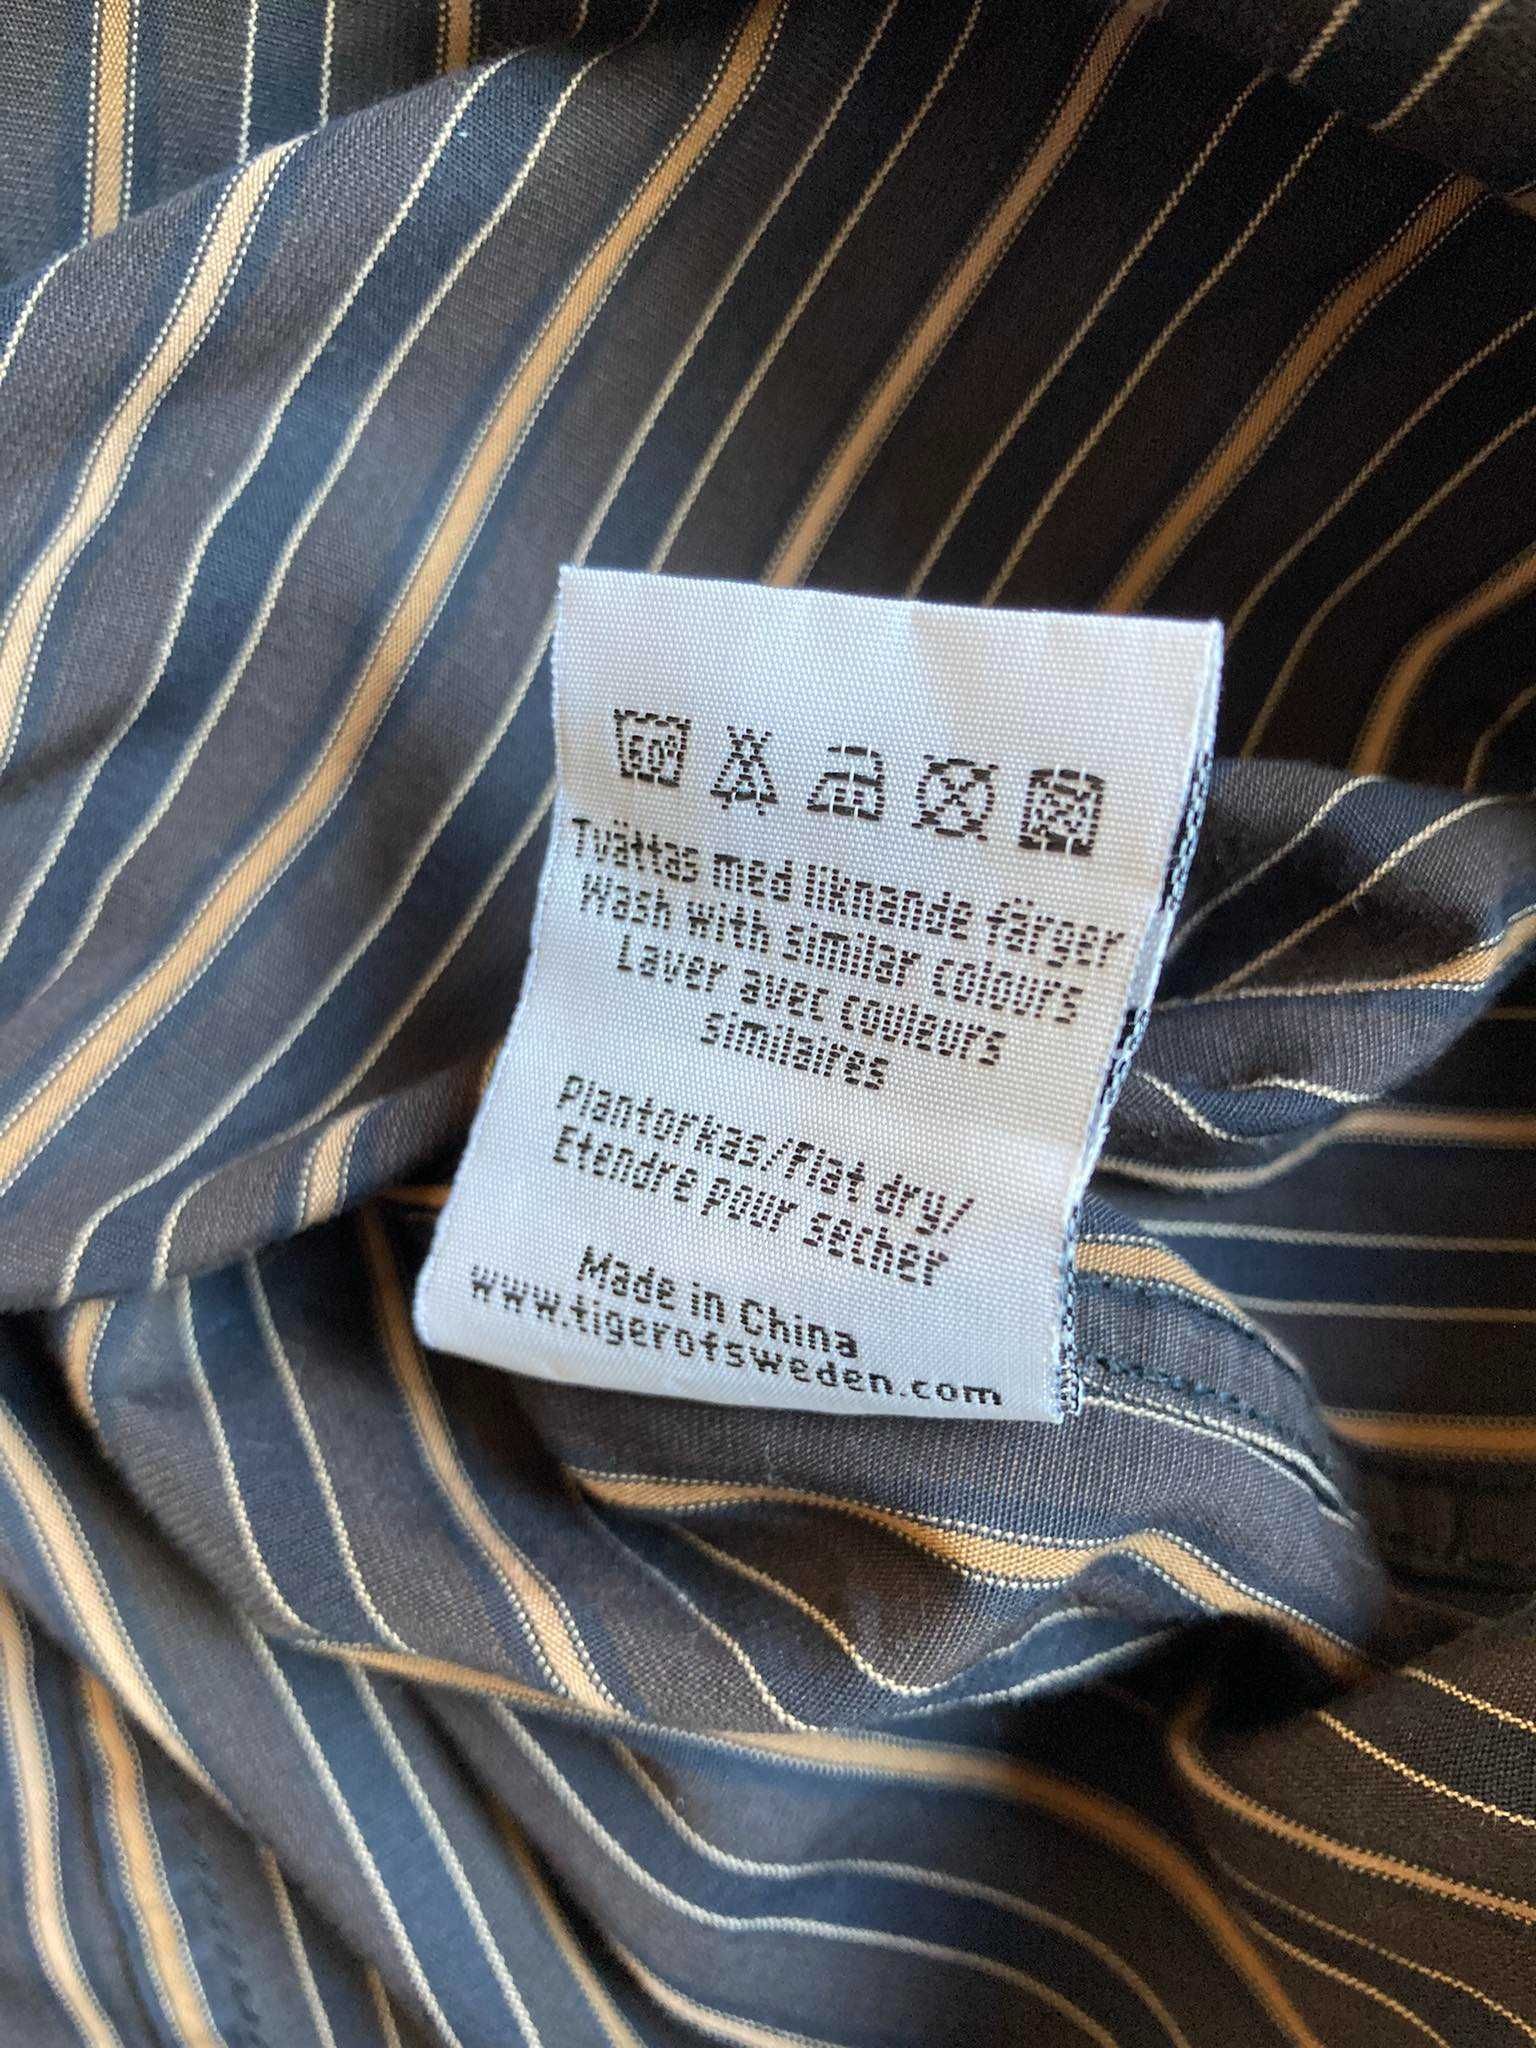 60°
Tvättas med liknande färger
Wash with similar colours
Laver avec couleurs
similaires
Plantorkas/Flat dry/
Etendre pour secher
Made in China
www.tigerofsweden.com